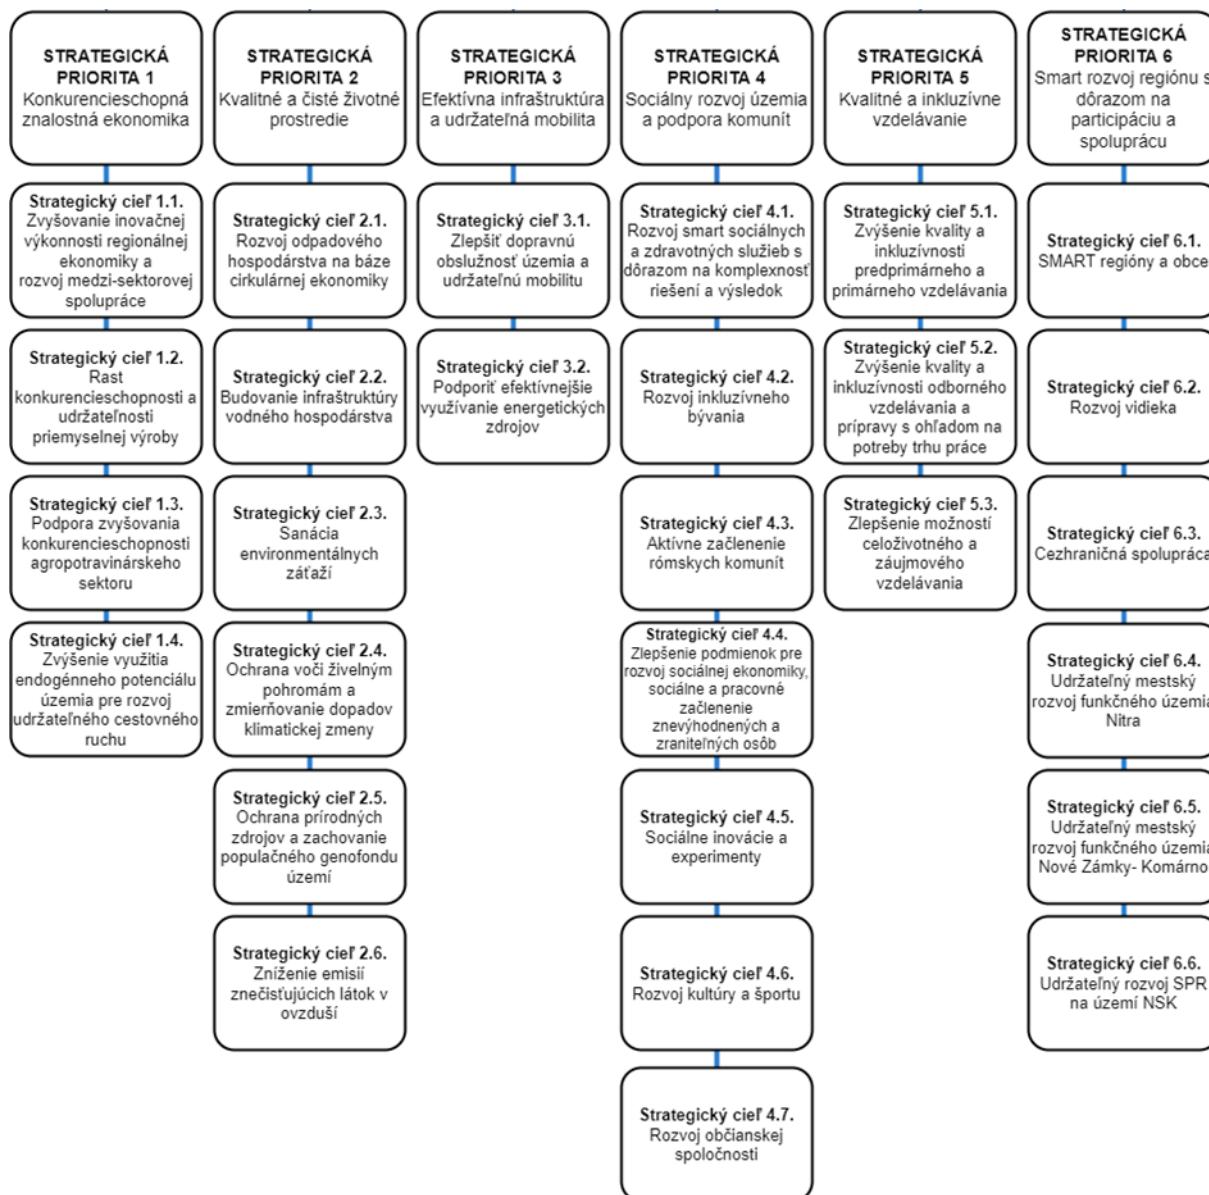 STRATEGICKÁ
PRIORITA 1
Konkurencieschopná
znalostná ekonomika
Strategický cieľ 1.1.
Zvyšovanie inovačnej
výkonnosti regionálnej
ekonomiky a
rozvoj medzi-sektorovej
spolupráce
Strategický cieľ 1.2.
Rast
konkurencieschopnosti a
udržateľnosti
priemyselnej výroby
Strategický cieľ 1.3.
Podpora zvyšovania
konkurencieschopnosti
agropotravinárskeho
sektoru
Strategický cieľ 1.4.
Zvýšenie využitia
endogénneho potenciálu
územia pre rozvoj
udržateľného cestovného
ruchu
STRATEGICKÁ
PRIORITA 2
Kvalitné a čisté životné
prostredie
Strategický cieľ 2.1.
Rozvoj odpadového
hospodárstva na báze
cirkulárnej ekonomiky
Strategický cieľ 2.2.
Budovanie infraštruktúry
vodného hospodárstva
Strategický cieľ 2.3.
Sanácia
environmentálnych
záťaží
Strategický cieľ 2.4.
Ochrana voči živelným
pohromám a
zmierňovanie dopadov
klimatickej zmeny
Strategický cieľ 2.5.
Ochrana prírodných
zdrojov a zachovanie
populačného genofondu
území
Strategický cieľ 2.6.
Zníženie emisií
znečisťujúcich látok v
ovzduší
STRATEGICKÁ
PRIORITA 3
Efektívna infraštruktúra
a udržateľná mobilita
Strategický cieľ 3.1.
Zlepšiť dopravnú
obslužnosť územia a
udržateľnú mobilitu
Strategický cieľ 3.2.
Podporiť efektívnejšie
využívanie energetických
zdrojov
STRATEGICKÁ
PRIORITA 4
Sociálny rozvoj územia
a podpora komunít
Strategický cieľ 4.1.
Rozvoj smart sociálnych
a zdravotných služieb s
dôrazom na komplexnosť
riešení a výsledok
Strategický cieľ 4.2.
Rozvoj inkluzívneho
bývania
Strategický cieľ 4.3.
Aktívne začlenenie
rómskych komunít
Strategický cieľ 4.4.
Zlepšenie podmienok pre
rozvoj sociálnej ekonomiky,
sociálne a pracovné
začlenenie
znevýhodnených a
zraniteľných osôb
Strategický cieľ 4.5.
Sociálne inovácie a
experimenty
Strategický cieľ 4.6.
Rozvoj kultúry a športu
Strategický cieľ 4.7.
Rozvoj občianskej
spoločnosti
STRATEGICKÁ
PRIORITA 5
Kvalitné a inkluzívne
vzdelávanie
Strategický cieľ 5.1.
Zvýšenie kvality a
inkluzívnosti
predprimárneho a
primárneho vzdelávania
Strategický cieľ 5.2.
Zvýšenie kvality a
inkluzívnosti odborného
vzdelávania a
prípravy s ohľadom na
potreby trhu práce
Strategický cieľ 5.3.
Zlepšenie možností
celoživotného a
záujmového
vzdelávania
STRATEGICKÁ
PRIORITA 6
Smart rozvoj regiónu s
dôrazom na
participáciu a
spoluprácu
Strategický cieľ 6.1.
SMART regióny a obce
Strategický cieľ 6.2.
Rozvoj vidieka
Strategický cieľ 6.3.
Cezhraničná spolupráca
Strategický cieľ 6.4.
Udržateľný mestský
rozvoj funkčného územia
Nitra
Strategický cieľ 6.5.
Udržateľný mestský
rozvoj funkčného územia
Nové Zámky- Komárno
Strategický cieľ 6.6.
Udržateľný rozvoj SPR
na území NSK